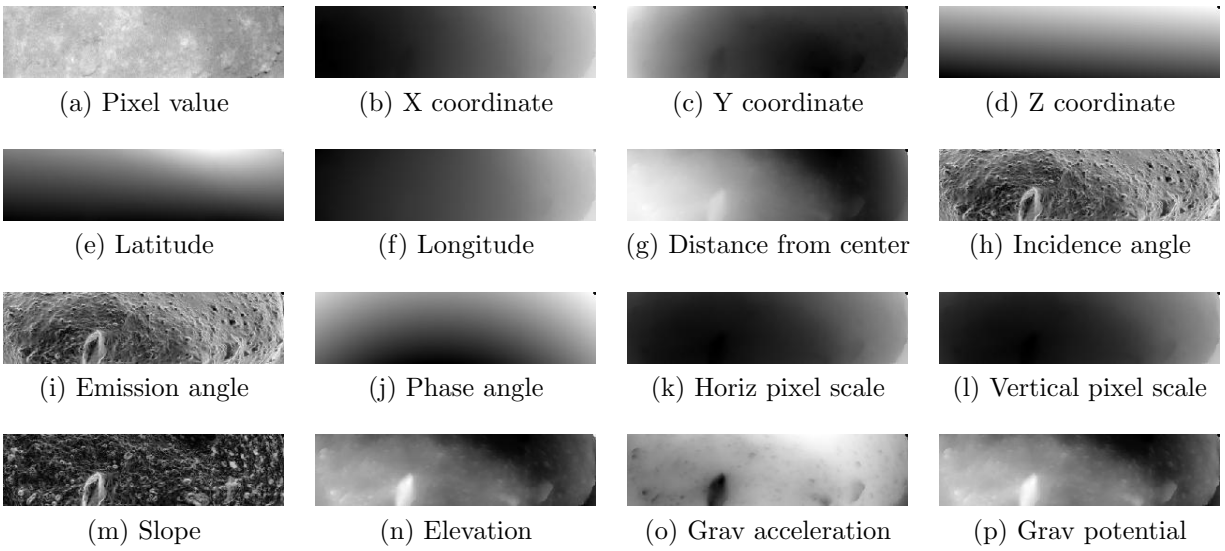 (a) Pixel value
(b) X coordinate
(c) Y coordinate
(d) Z coordinate
(e) Latitude
(f) Longitude
(g) Distance from center
(h) Incidence angle
(i) Emission angle
(j) Phase angle
(k) Horiz pixel scale
(l) Vertical pixel scale
(m) Slope
(n) Elevation
(o) Grav acceleration
(p) Grav potential